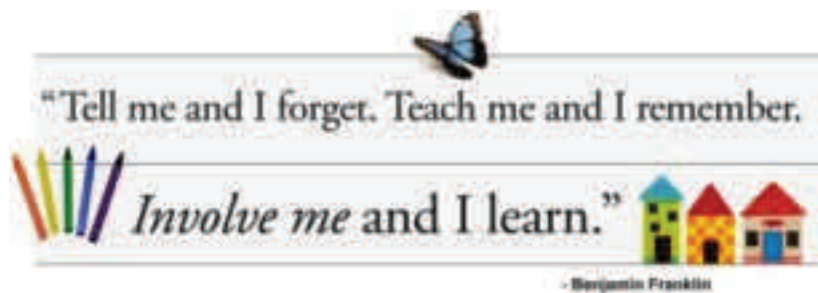 “Tell me and I forget. Teach me and I remember.
Involve me and I learn.”
- Benjamin Franklin